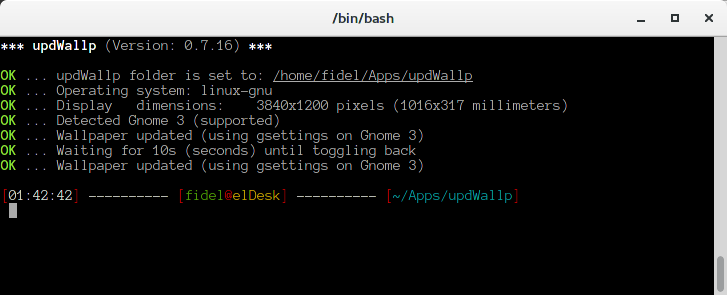 /bin/bash
*** updWallp (Version: 0.7.16) ***
OK ... updWallp folder is set to: /home/fidel/Apps/updWallp
OK ... Operating system: linux-gnu
OK ... Display   dimensions:    3840x1200 pixels (1016x317 millimeters)
OK ... Detected Gnome 3 (supported)
OK ... Wallpaper updated (using gsettings on Gnome 3)
OK ... Waiting for 10s (seconds) until toggling back
OK ... Wallpaper updated (using gsettings on Gnome 3)
[01:42:42] ---------- [fidel@elDesk] ---------- [~/Apps/updWallp]